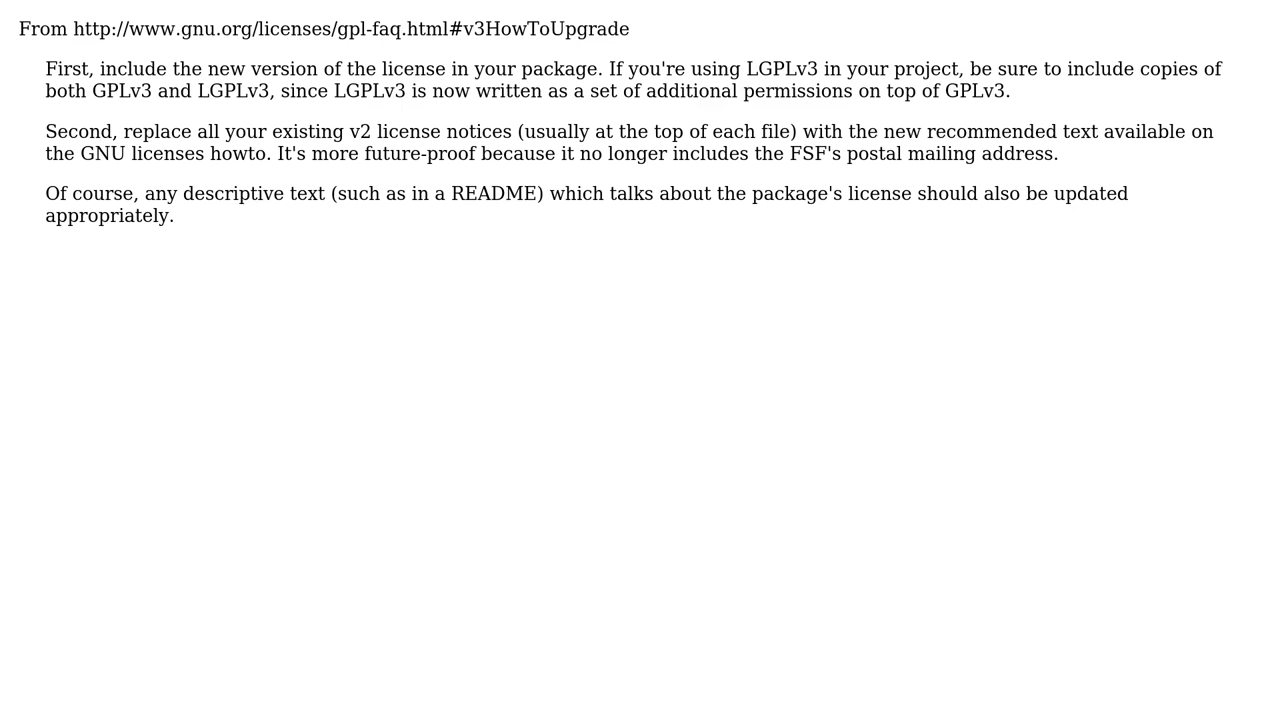 From http://www.gnu.org/licenses/gpl-faq.html#v3HowToUpgrade
First, include the new version of the license in your package. If you're using LGPLv3 in your project, be sure to include copies of
both GPLv3 and LGPLv3, since LGPLv3 is now written as a set of additional permissions on top of GPLv3.
Second, replace all your existing v2 license notices (usually at the top of each file) with the new recommended text available on
the GNU licenses howto. It's more future-proof because it no longer includes the FSF's postal mailing address.
Of course, any descriptive text (such as in a README) which talks about the package's license should also be updated
appropriately.